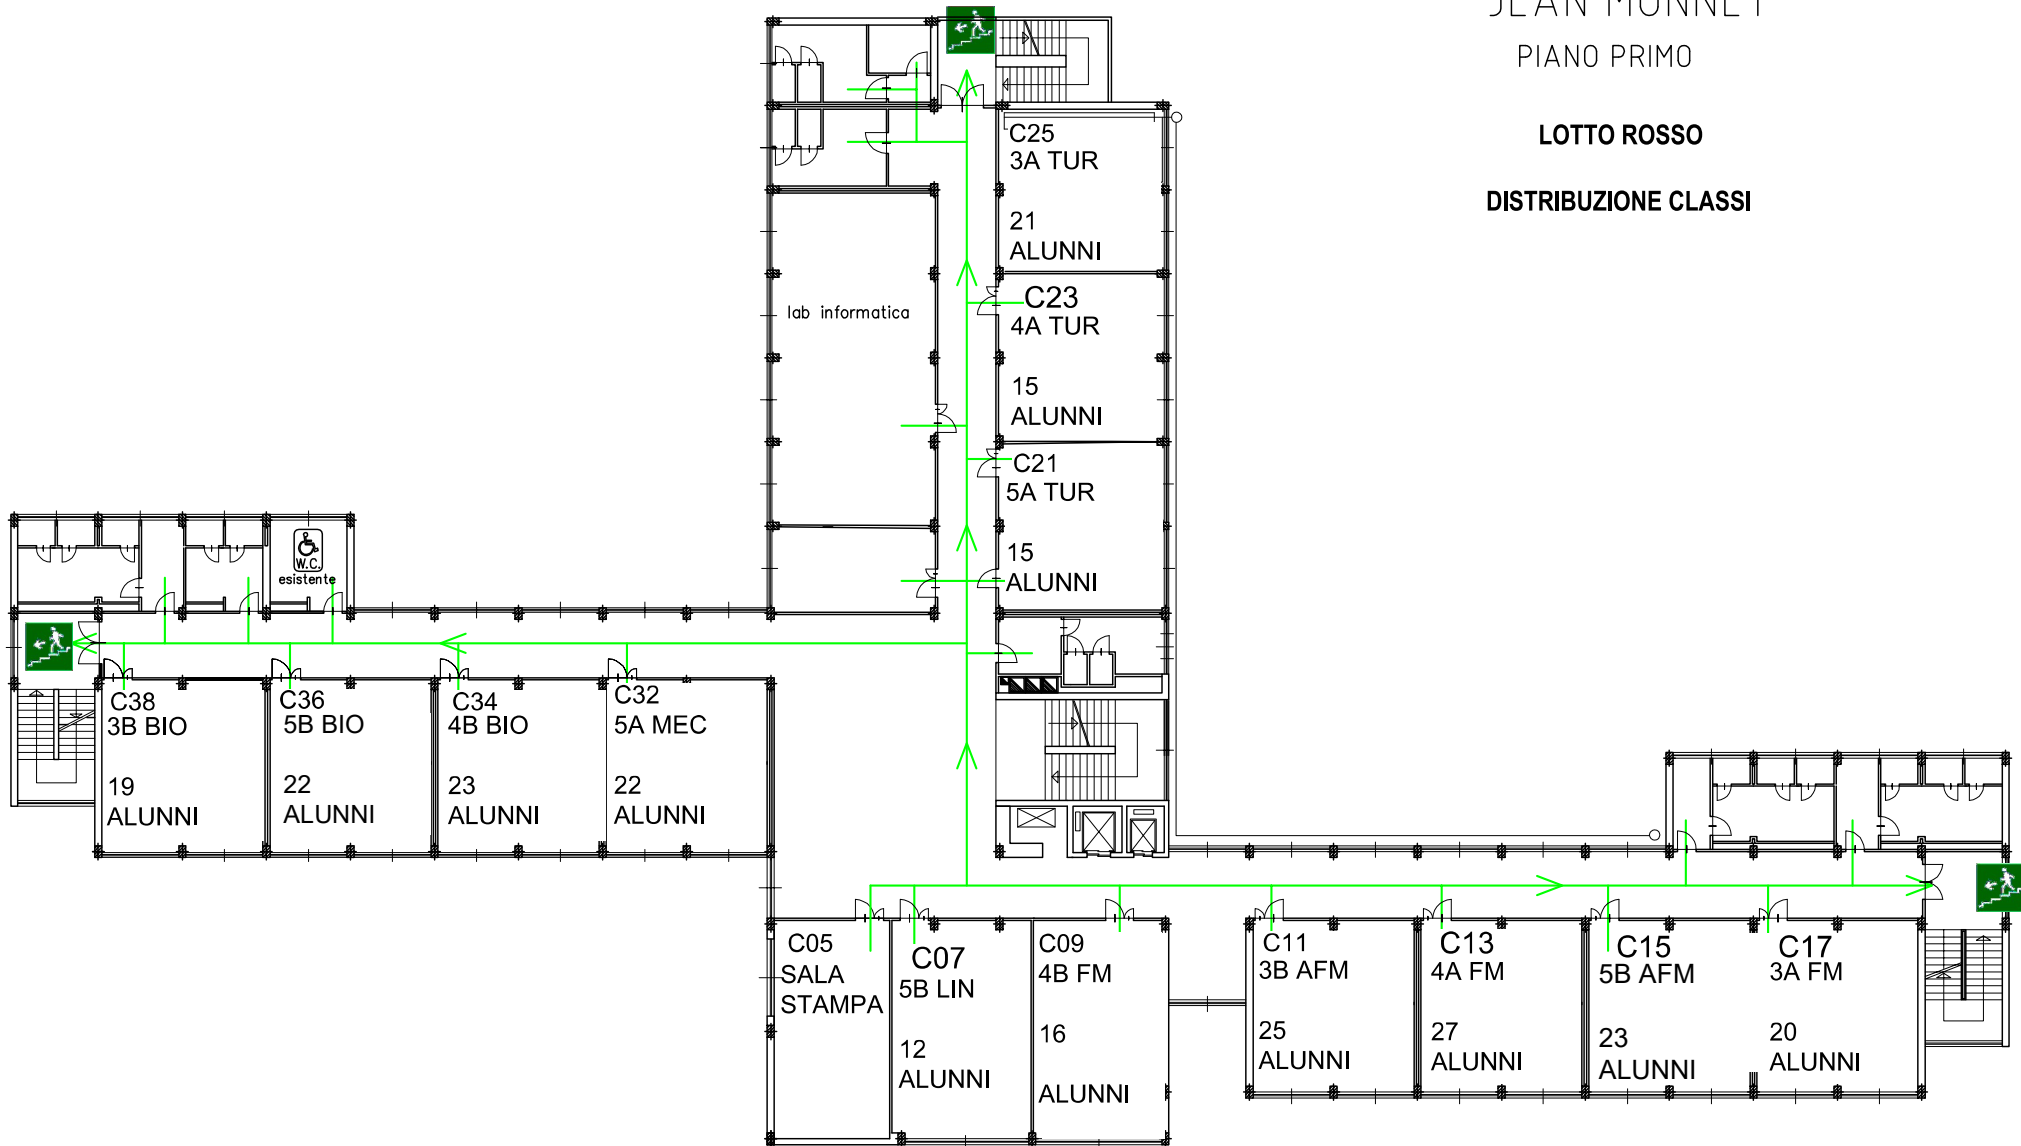 JEAN MONNET
PIANO PRIMO
LOTTO ROSSO
DISTRIBUZIONE CLASSI
C25
3A TUR
21
ALUNNI
lab informatica
C23
4A TUR
15
ALUNNI
C21
5A TUR
15
ALUNNI
W.C.
esistente
C38
3B BIO
19
ALUNNI
C36
5B BIO
22
ALUNNI
C34
4B BIO
23
ALUNNI
C32
5A MEC
22
ALUNNI
C05
SALA
STAMPA
C07
5B LIN
12
ALUNNI
C09
4B FM
16
ALUNNI
C11
3B AFM
25
ALUNNI
C13
4A FM
27
ALUNNI
C15
5B AFM
23
ALUNNI
C17
3A FM
20
ALUNNI